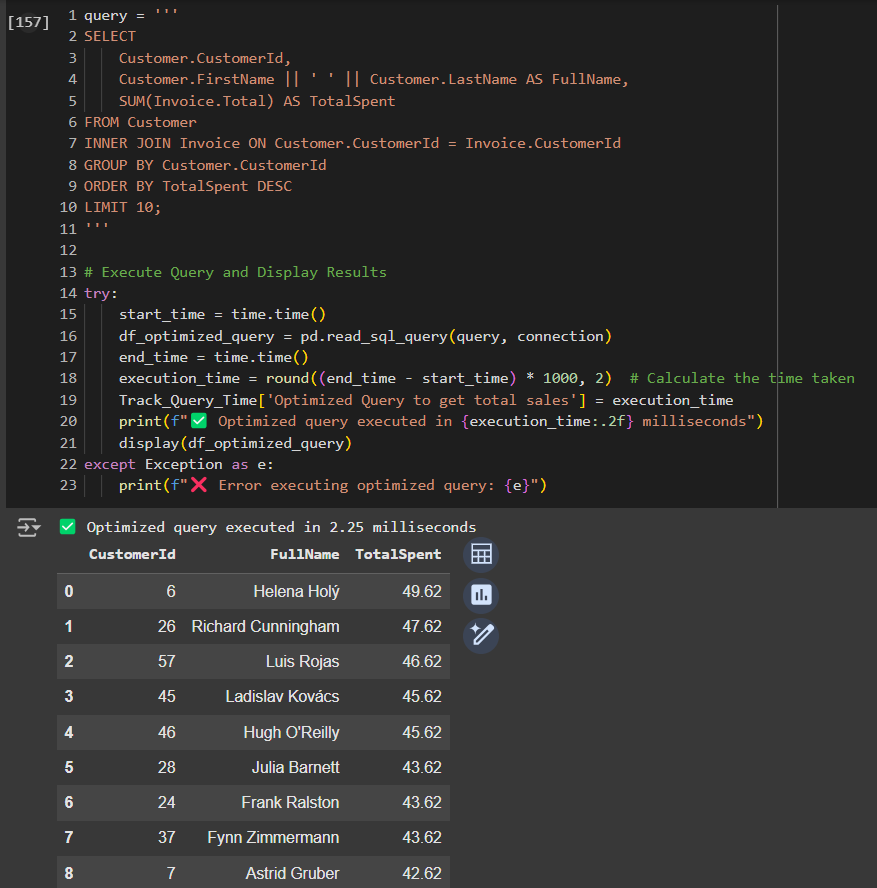 [157]
1 query = '''
2 SELECT
3     Customer.CustomerId,
4     Customer.FirstName || ' ' || Customer.LastName AS FullName,
5     SUM(Invoice.Total) AS TotalSpent
6 FROM Customer
7 INNER JOIN Invoice ON Customer.CustomerId = Invoice.CustomerId
8 GROUP BY Customer.CustomerId
9 ORDER BY TotalSpent DESC
10 LIMIT 10;
11 '''
12
13 # Execute Query and Display Results
14 try:
15     start_time = time.time()
16     df_optimized_query = pd.read_sql_query(query, connection)
17     end_time = time.time()
18     execution_time = round((end_time - start_time) * 1000, 2)  # Calculate the time taken
19     Track_Query_Time['Optimized Query to get total sales'] = execution_time
20     print(f"✅ Optimized query executed in {execution_time:.2f} milliseconds")
21     display(df_optimized_query)
22 except Exception as e:
23     print(f"❌ Error executing optimized query: {e}")
✅ Optimized query executed in 2.25 milliseconds
CustomerId FullName TotalSpent
0 6 Helena Holý 49.62
1 26 Richard Cunningham 47.62
2 57 Luis Rojas 46.62
3 45 Ladislav Kovács 45.62
4 46 Hugh O'Reilly 45.62
5 28 Julia Barnett 43.62
6 24 Frank Ralston 43.62
7 37 Fynn Zimmermann 43.62
8 7 Astrid Gruber 42.62